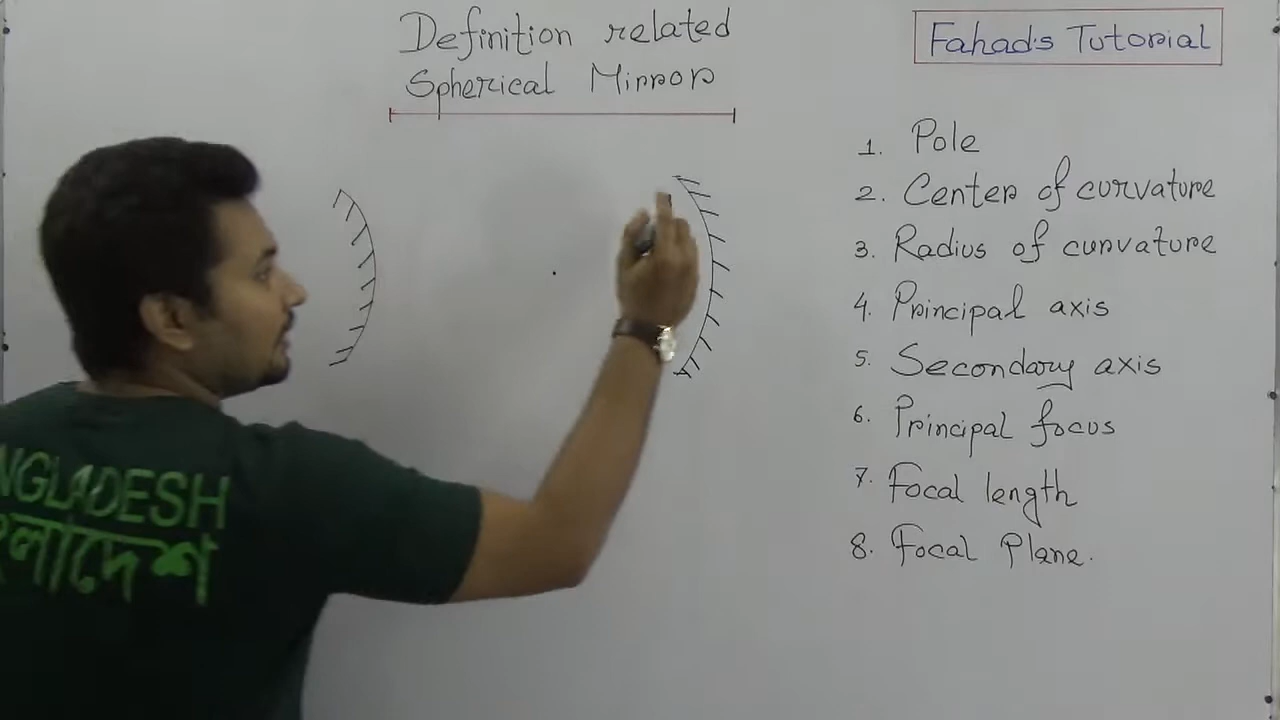 Definition related
Spherical Mirror
Fahad's Tutorial
1. Pole
2. Center of curvature
3. Radius of curvature
4. Principal axis
5. Secondary axis
6. Principal focus
7. Focal length
8. Focal Plane.
NGLADESH
লাদেশ